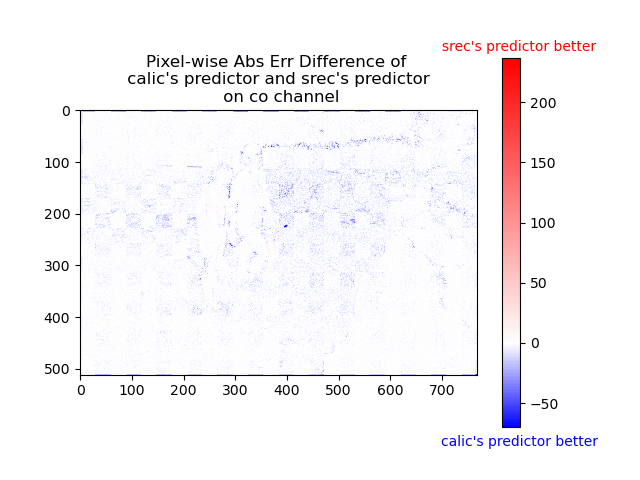 srec's predictor better
Pixel-wise Abs Err Difference of
calic's predictor and srec's predictor
on co channel
0
100
200
300
400
500
0 100 200 300 400 500 600 700
200
150
100
50
0
−50
calic's predictor better